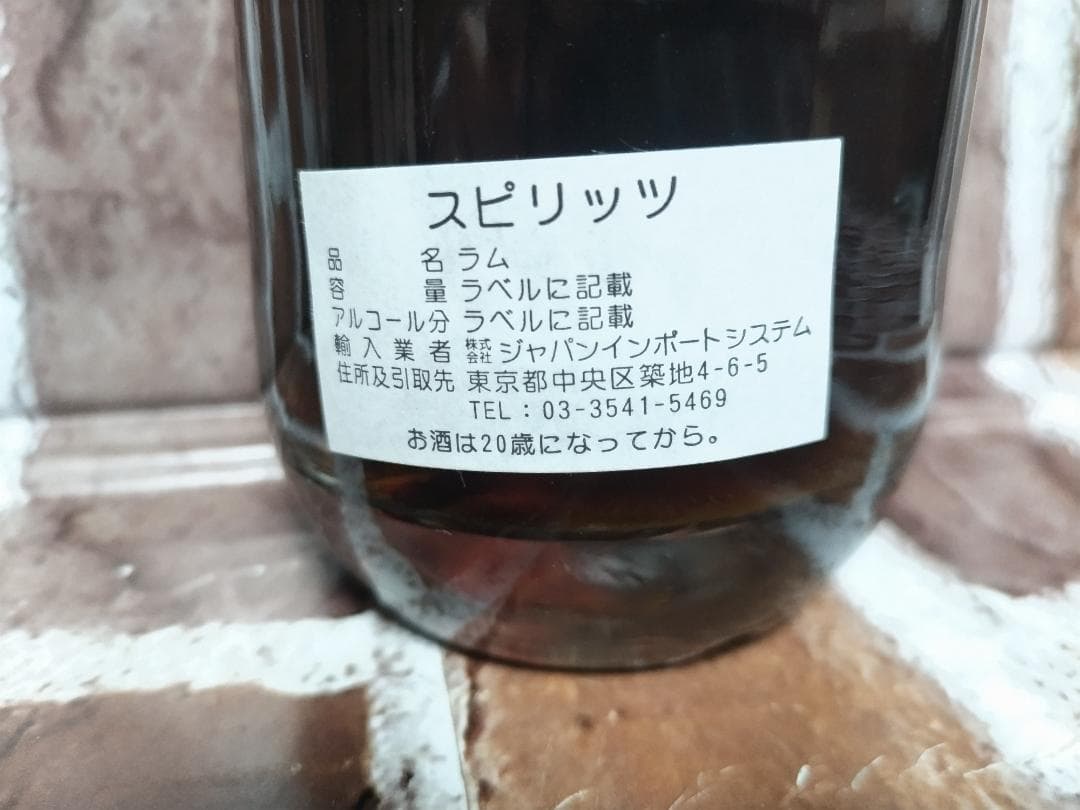 スピリッツ
品名 ラム
容量 ラベルに記載
アルコール分 ラベルに記載
輸入業者 株式会社 ジャパンインポートシステム
住所及引取先 東京都中央区築地4-6-5
TEL：03-3541-5469
お酒は20歳になってから。